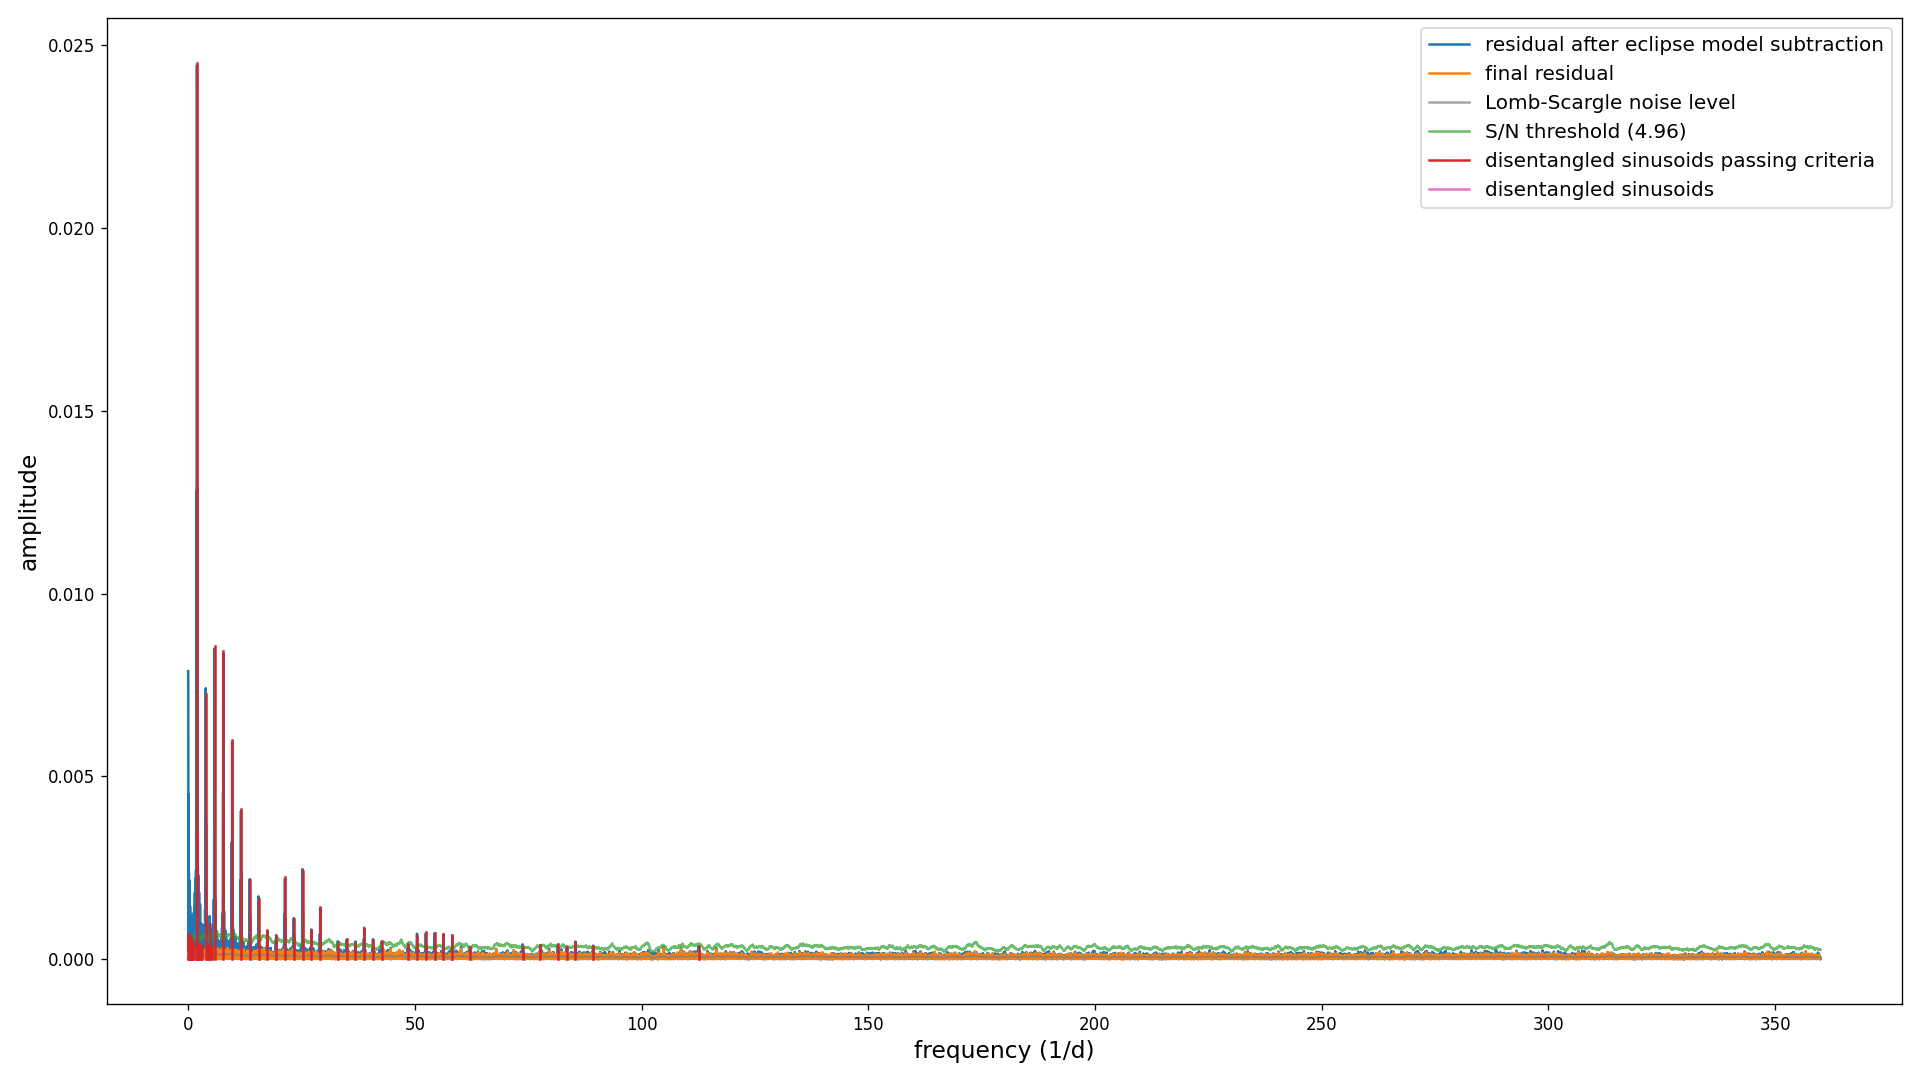 residual after eclipse model subtraction
final residual
Lomb-Scargle noise level
S/N threshold (4.96)
disentangled sinusoids passing criteria
disentangled sinusoids
0.025
0.020
0.015
0.010
0.005
0.000
amplitude
0 50 100 150 200 250 300 350
frequency (1/d)